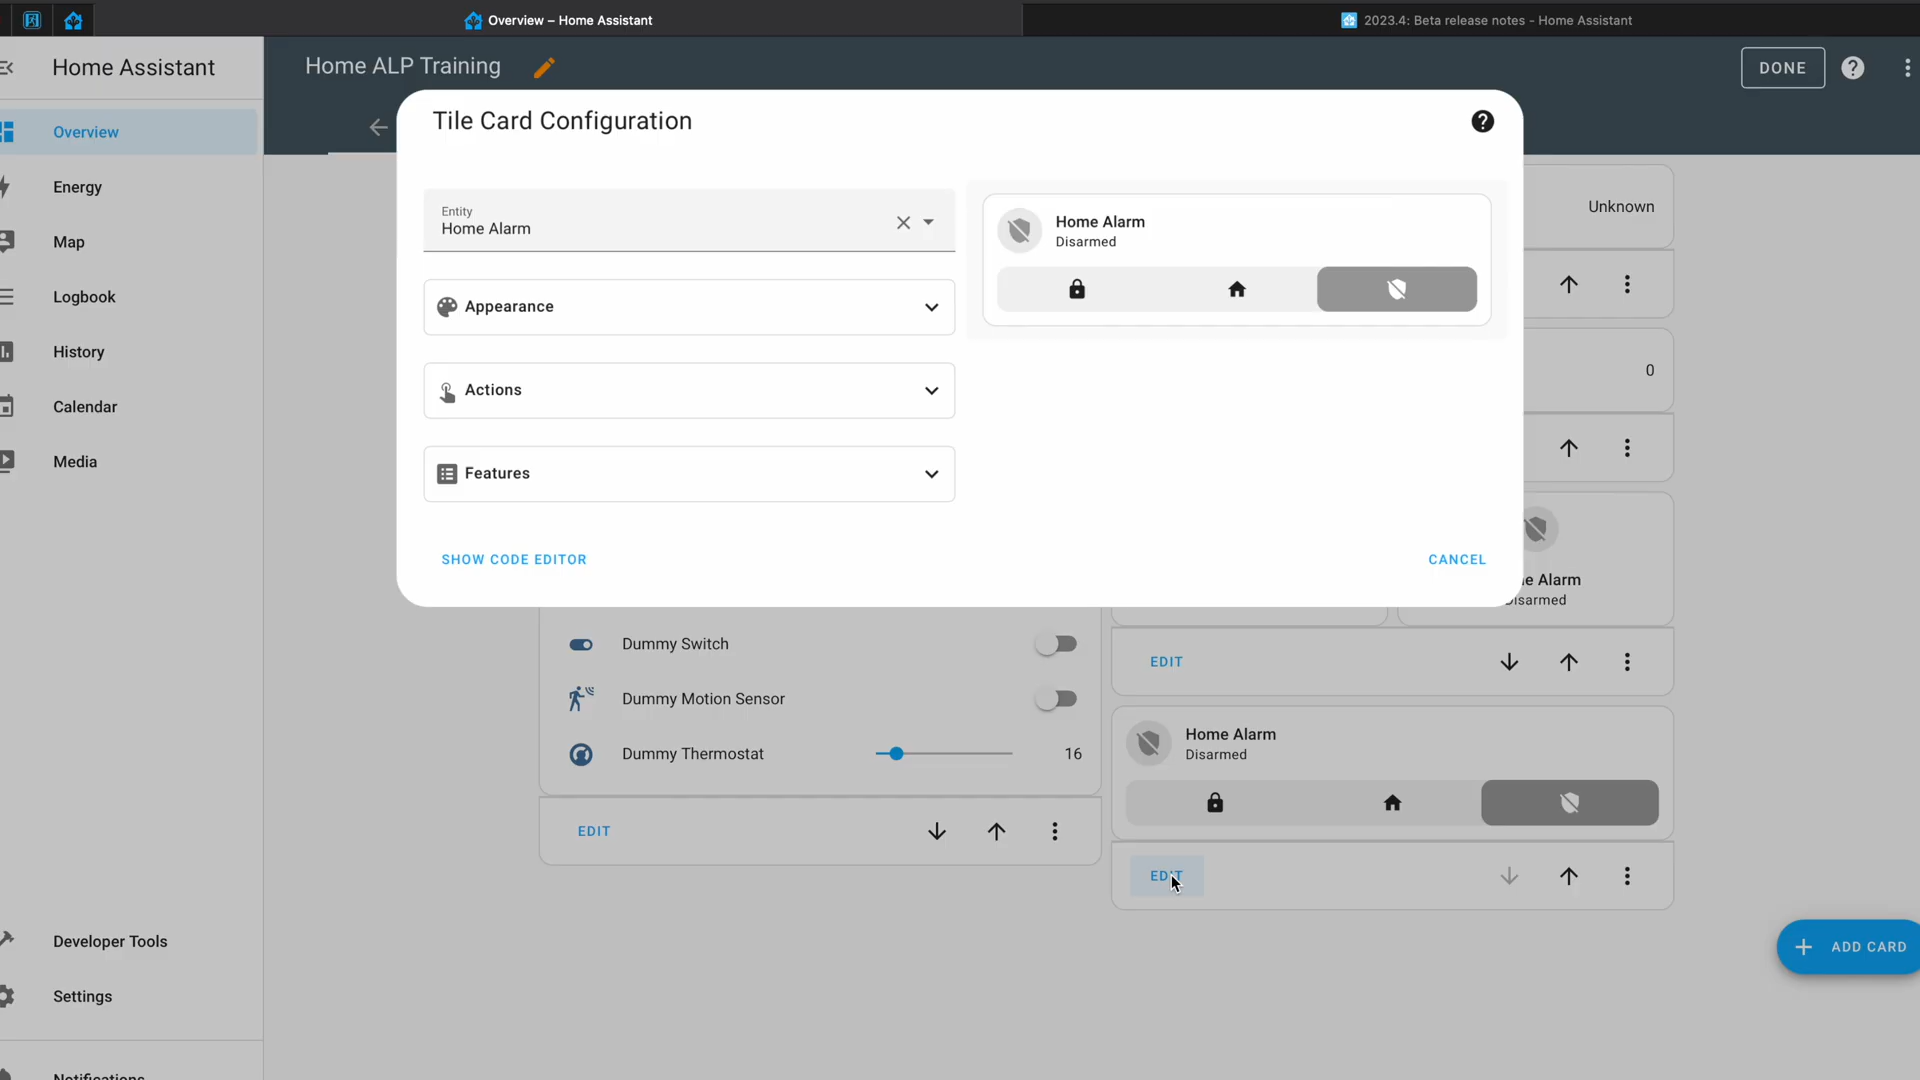 Overview – Home Assistant
2023.4: Beta release notes - Home Assistant
Home Assistant
Home ALP Training
DONE
Overview
Energy
Map
Logbook
History
Calendar
Media
Developer Tools
Settings
Notifications
Tile Card Configuration
Entity
Home Alarm
Appearance
Actions
Features
SHOW CODE EDITOR
CANCEL
Home Alarm
Disarmed
Unknown
0
e Alarm
Disarmed
Dummy Switch
Dummy Motion Sensor
Dummy Thermostat
16
EDIT
EDIT
Home Alarm
Disarmed
EDIT
ADD CARD